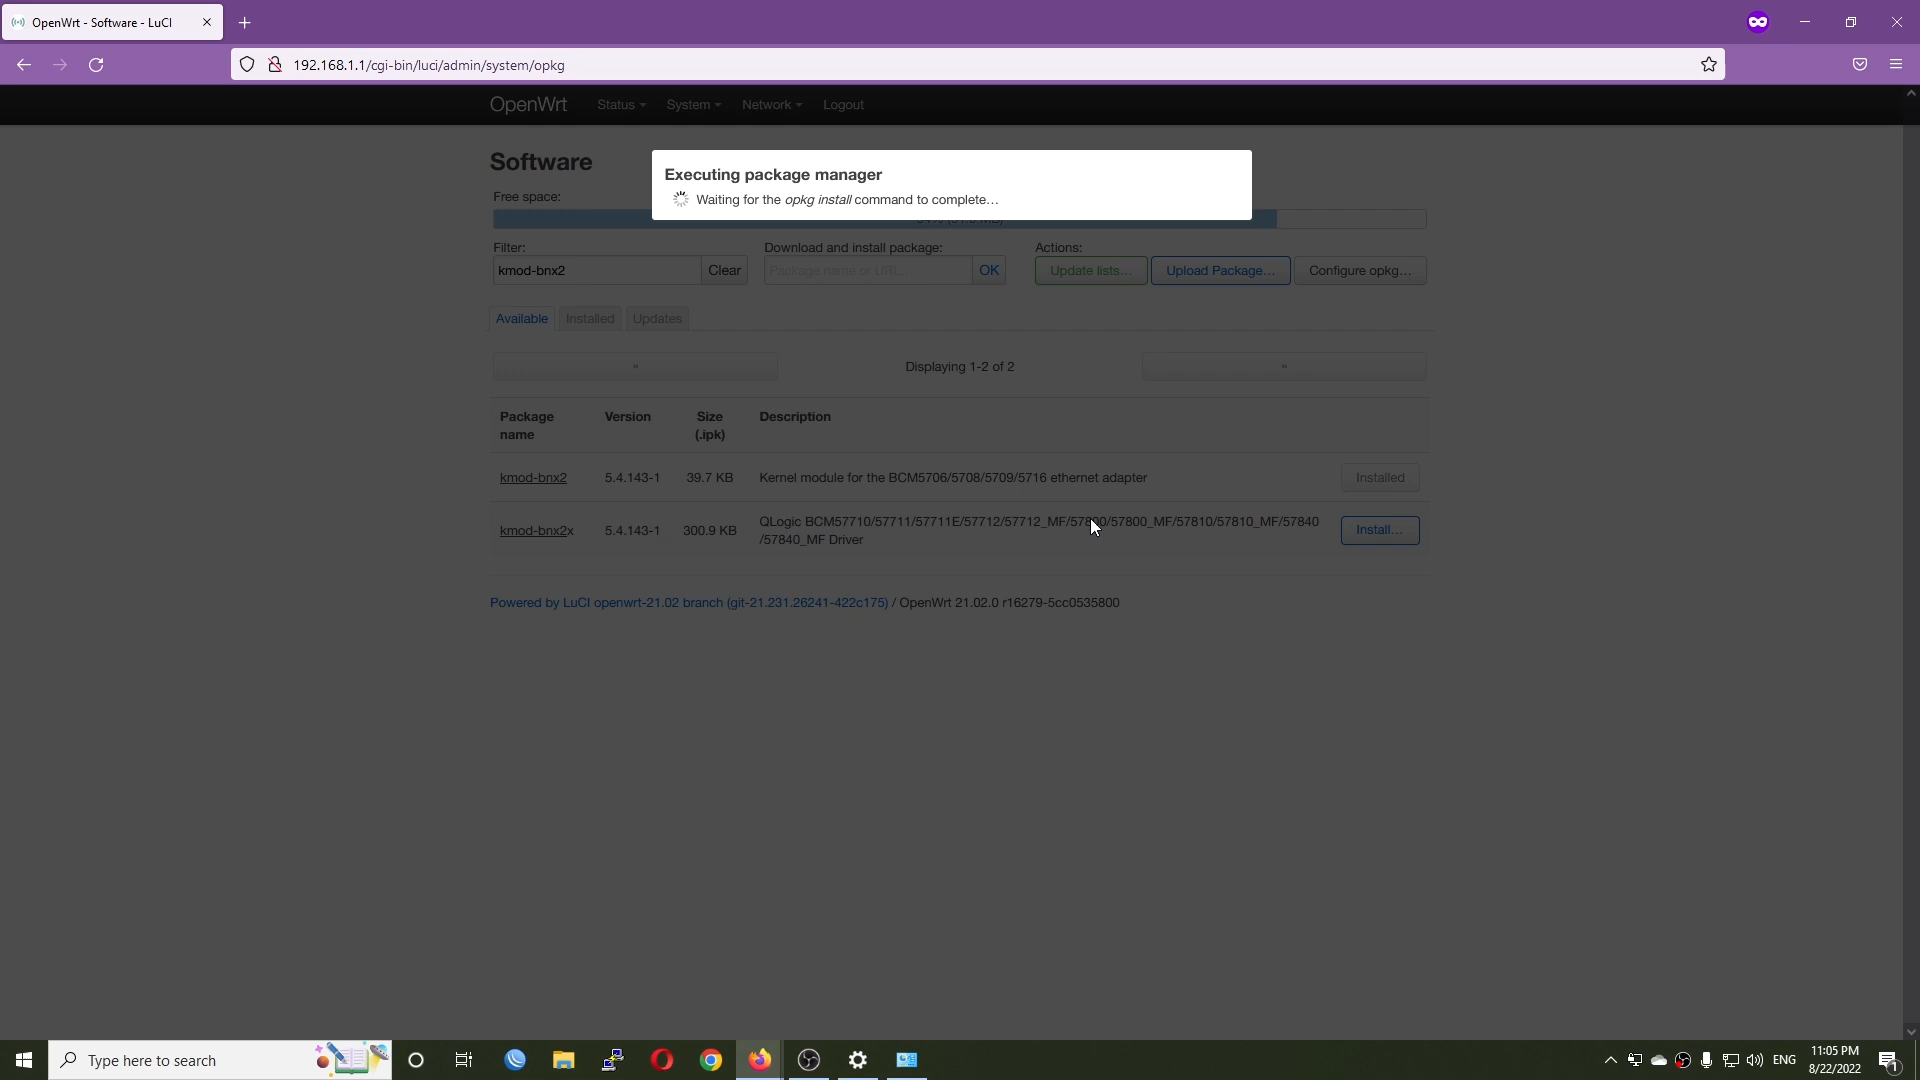 OpenWrt - Software - LuCI
192.168.1.1/cgi-bin/luci/admin/system/opkg
OpenWrt Status System Network Logout
Software
Executing package manager
Waiting for the opkg install command to complete...
Free space:
Filter: Download and install package: Actions:
kmod-bnx2 Clear Package name or URL... OK Update lists... Upload Package... Configure opkg...
Available Installed Updates
« Displaying 1-2 of 2 »
Package Version Size Description
name (.ipk)
kmod-bnx2 5.4.143-1 39.7 KB Kernel module for the BCM5706/5708/5709/5716 ethernet adapter Installed
kmod-bnx2x 5.4.143-1 300.9 KB QLogic BCM57710/57711/57711E/57712/57712_MF/57800/57800_MF/57810/57810_MF/57840 Install...
/57840_MF Driver
Powered by LuCI openwrt-21.02 branch (git-21.231.26241-422c175) / OpenWrt 21.02.0 r16279-5cc0535800
Type here to search
ENG
11:05 PM
8/22/2022
1